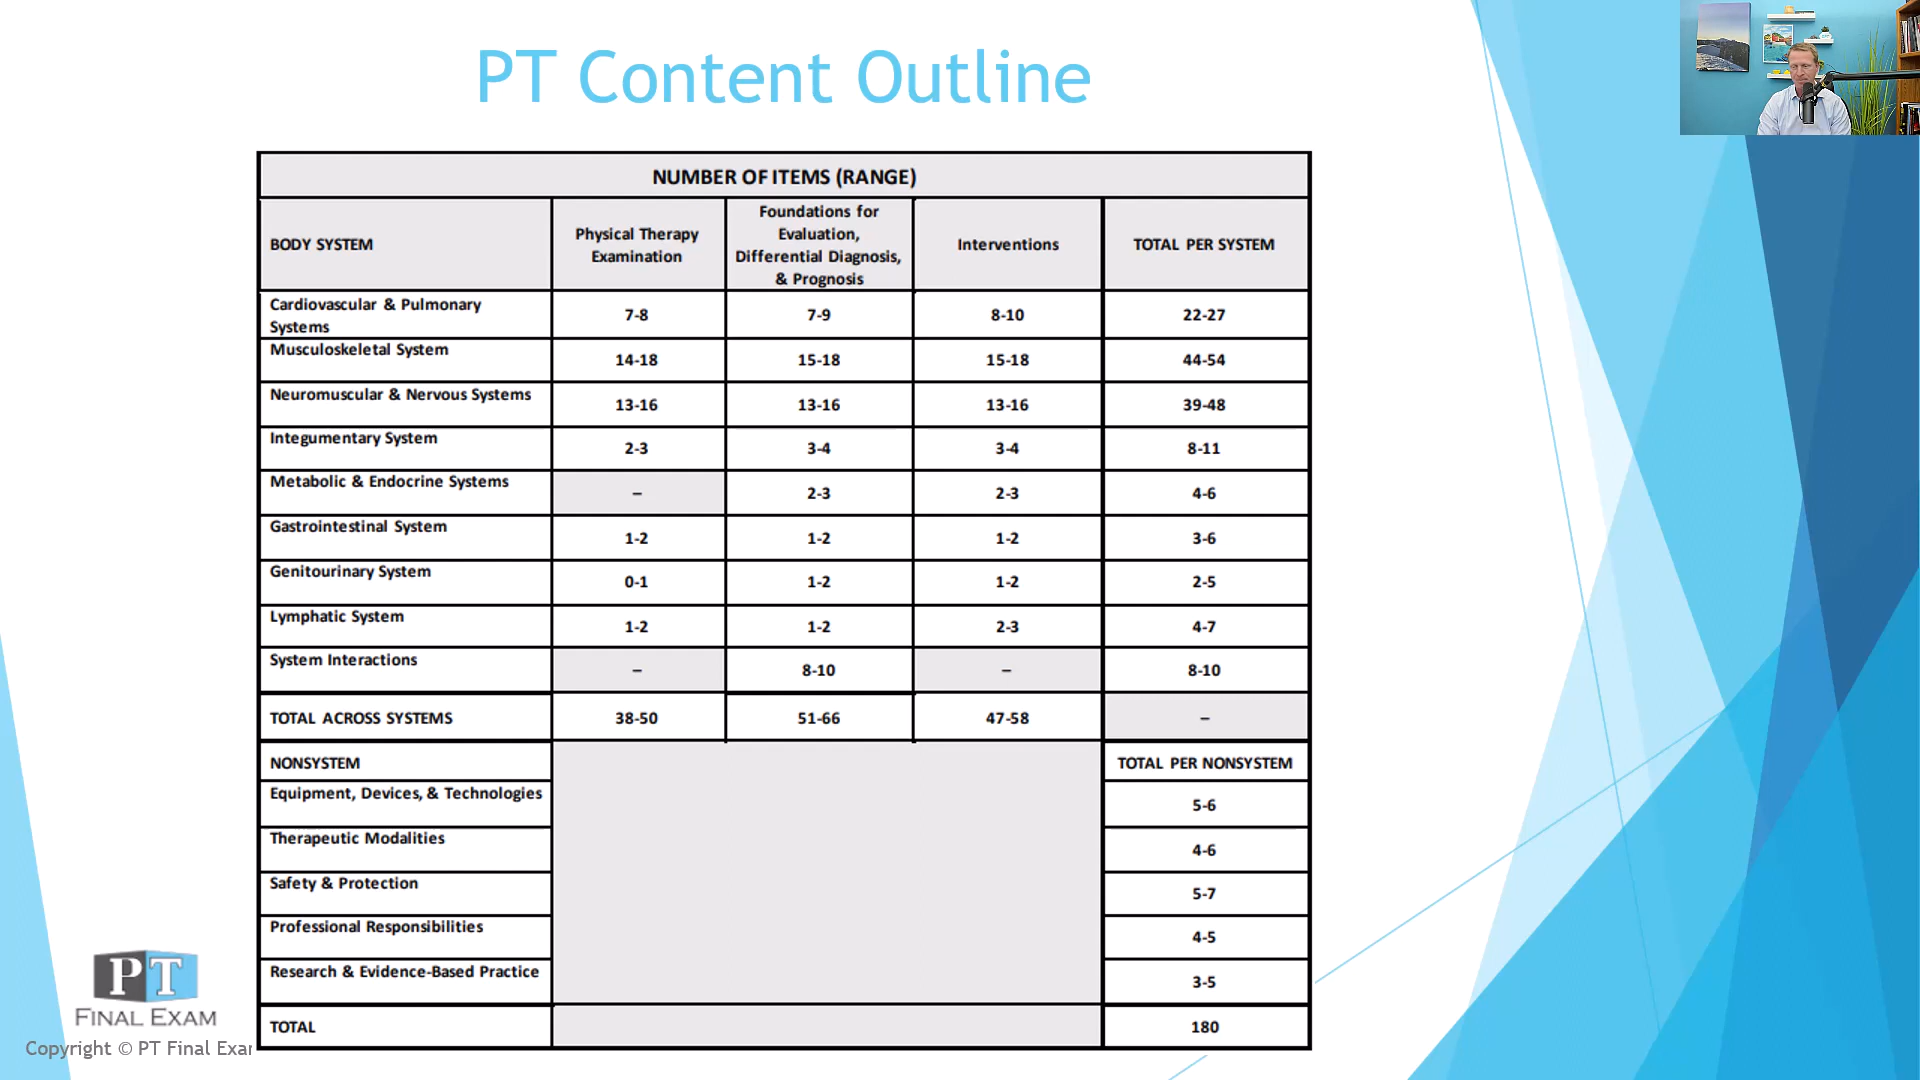 PT Content Outline
NUMBER OF ITEMS (RANGE)
BODY SYSTEM
Physical Therapy
Examination
Foundations for
Evaluation,
Differential Diagnosis,
& Prognosis
Interventions
TOTAL PER SYSTEM
Cardiovascular & Pulmonary
Systems
7-8
7-9
8-10
22-27
Musculoskeletal System
14-18
15-18
15-18
44-54
Neuromuscular & Nervous Systems
13-16
13-16
13-16
39-48
Integumentary System
2-3
3-4
3-4
8-11
Metabolic & Endocrine Systems
–
2-3
2-3
4-6
Gastrointestinal System
1-2
1-2
1-2
3-6
Genitourinary System
0-1
1-2
1-2
2-5
Lymphatic System
1-2
1-2
2-3
4-7
System Interactions
–
8-10
–
8-10
TOTAL ACROSS SYSTEMS
38-50
51-66
47-58
–
NONSYSTEM
TOTAL PER NONSYSTEM
Equipment, Devices, & Technologies
5-6
Therapeutic Modalities
4-6
Safety & Protection
5-7
Professional Responsibilities
4-5
Research & Evidence-Based Practice
3-5
TOTAL
180
PT
FINAL EXAM
Copyright © PT Final Exar